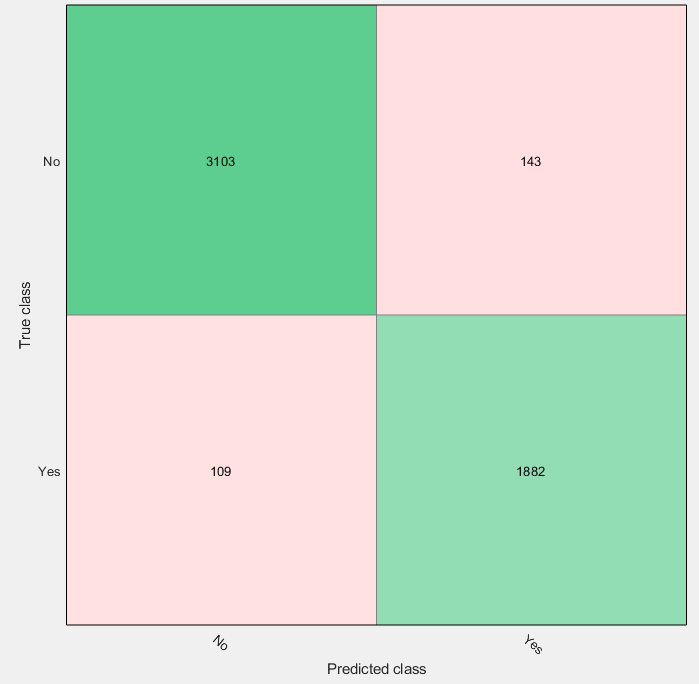 No
3103
143
True class
Yes
109
1882
No
Yes
Predicted class